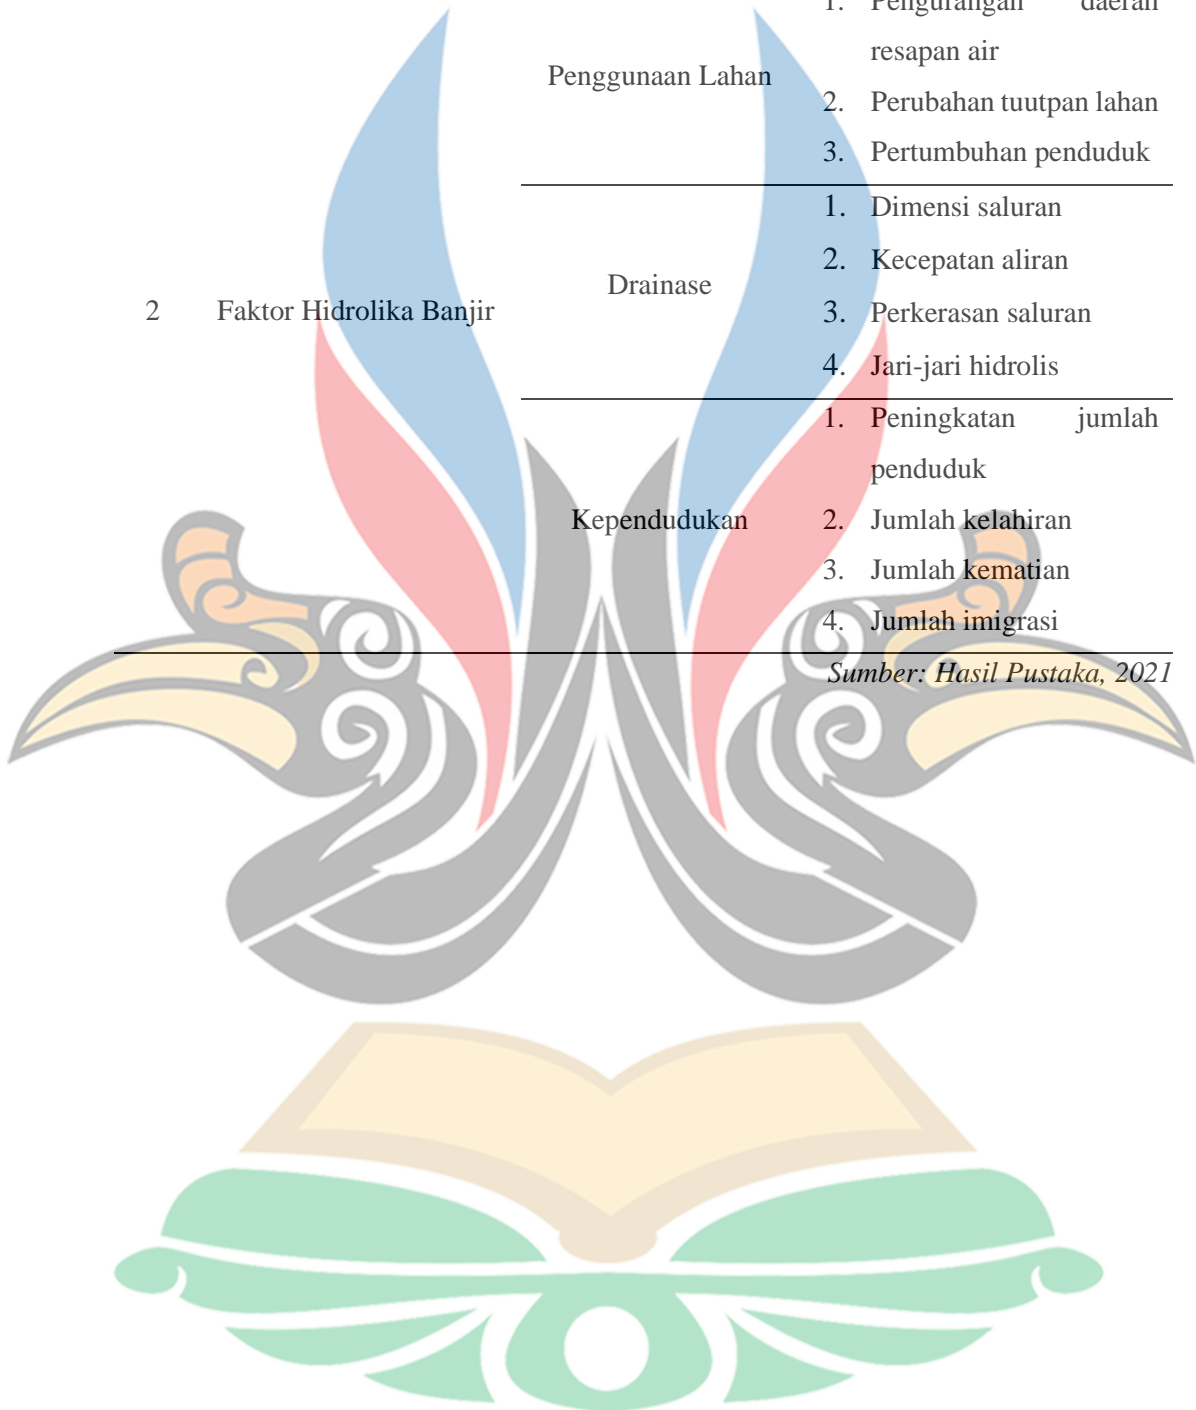 1. Pengurangan daerah
resapan air
Penggunaan Lahan
2. Perubahan tuutpan lahan
3. Pertumbuhan penduduk
1. Dimensi saluran
2. Kecepatan aliran
Drainase
2 Faktor Hidrolika Banjir
3. Perkerasan saluran
4. Jari-jari hidrolis
1. Peningkatan jumlah
penduduk
Kependudukan
2. Jumlah kelahiran
3. Jumlah kematian
4. Jumlah imigrasi
Sumber: Hasil Pustaka, 2021